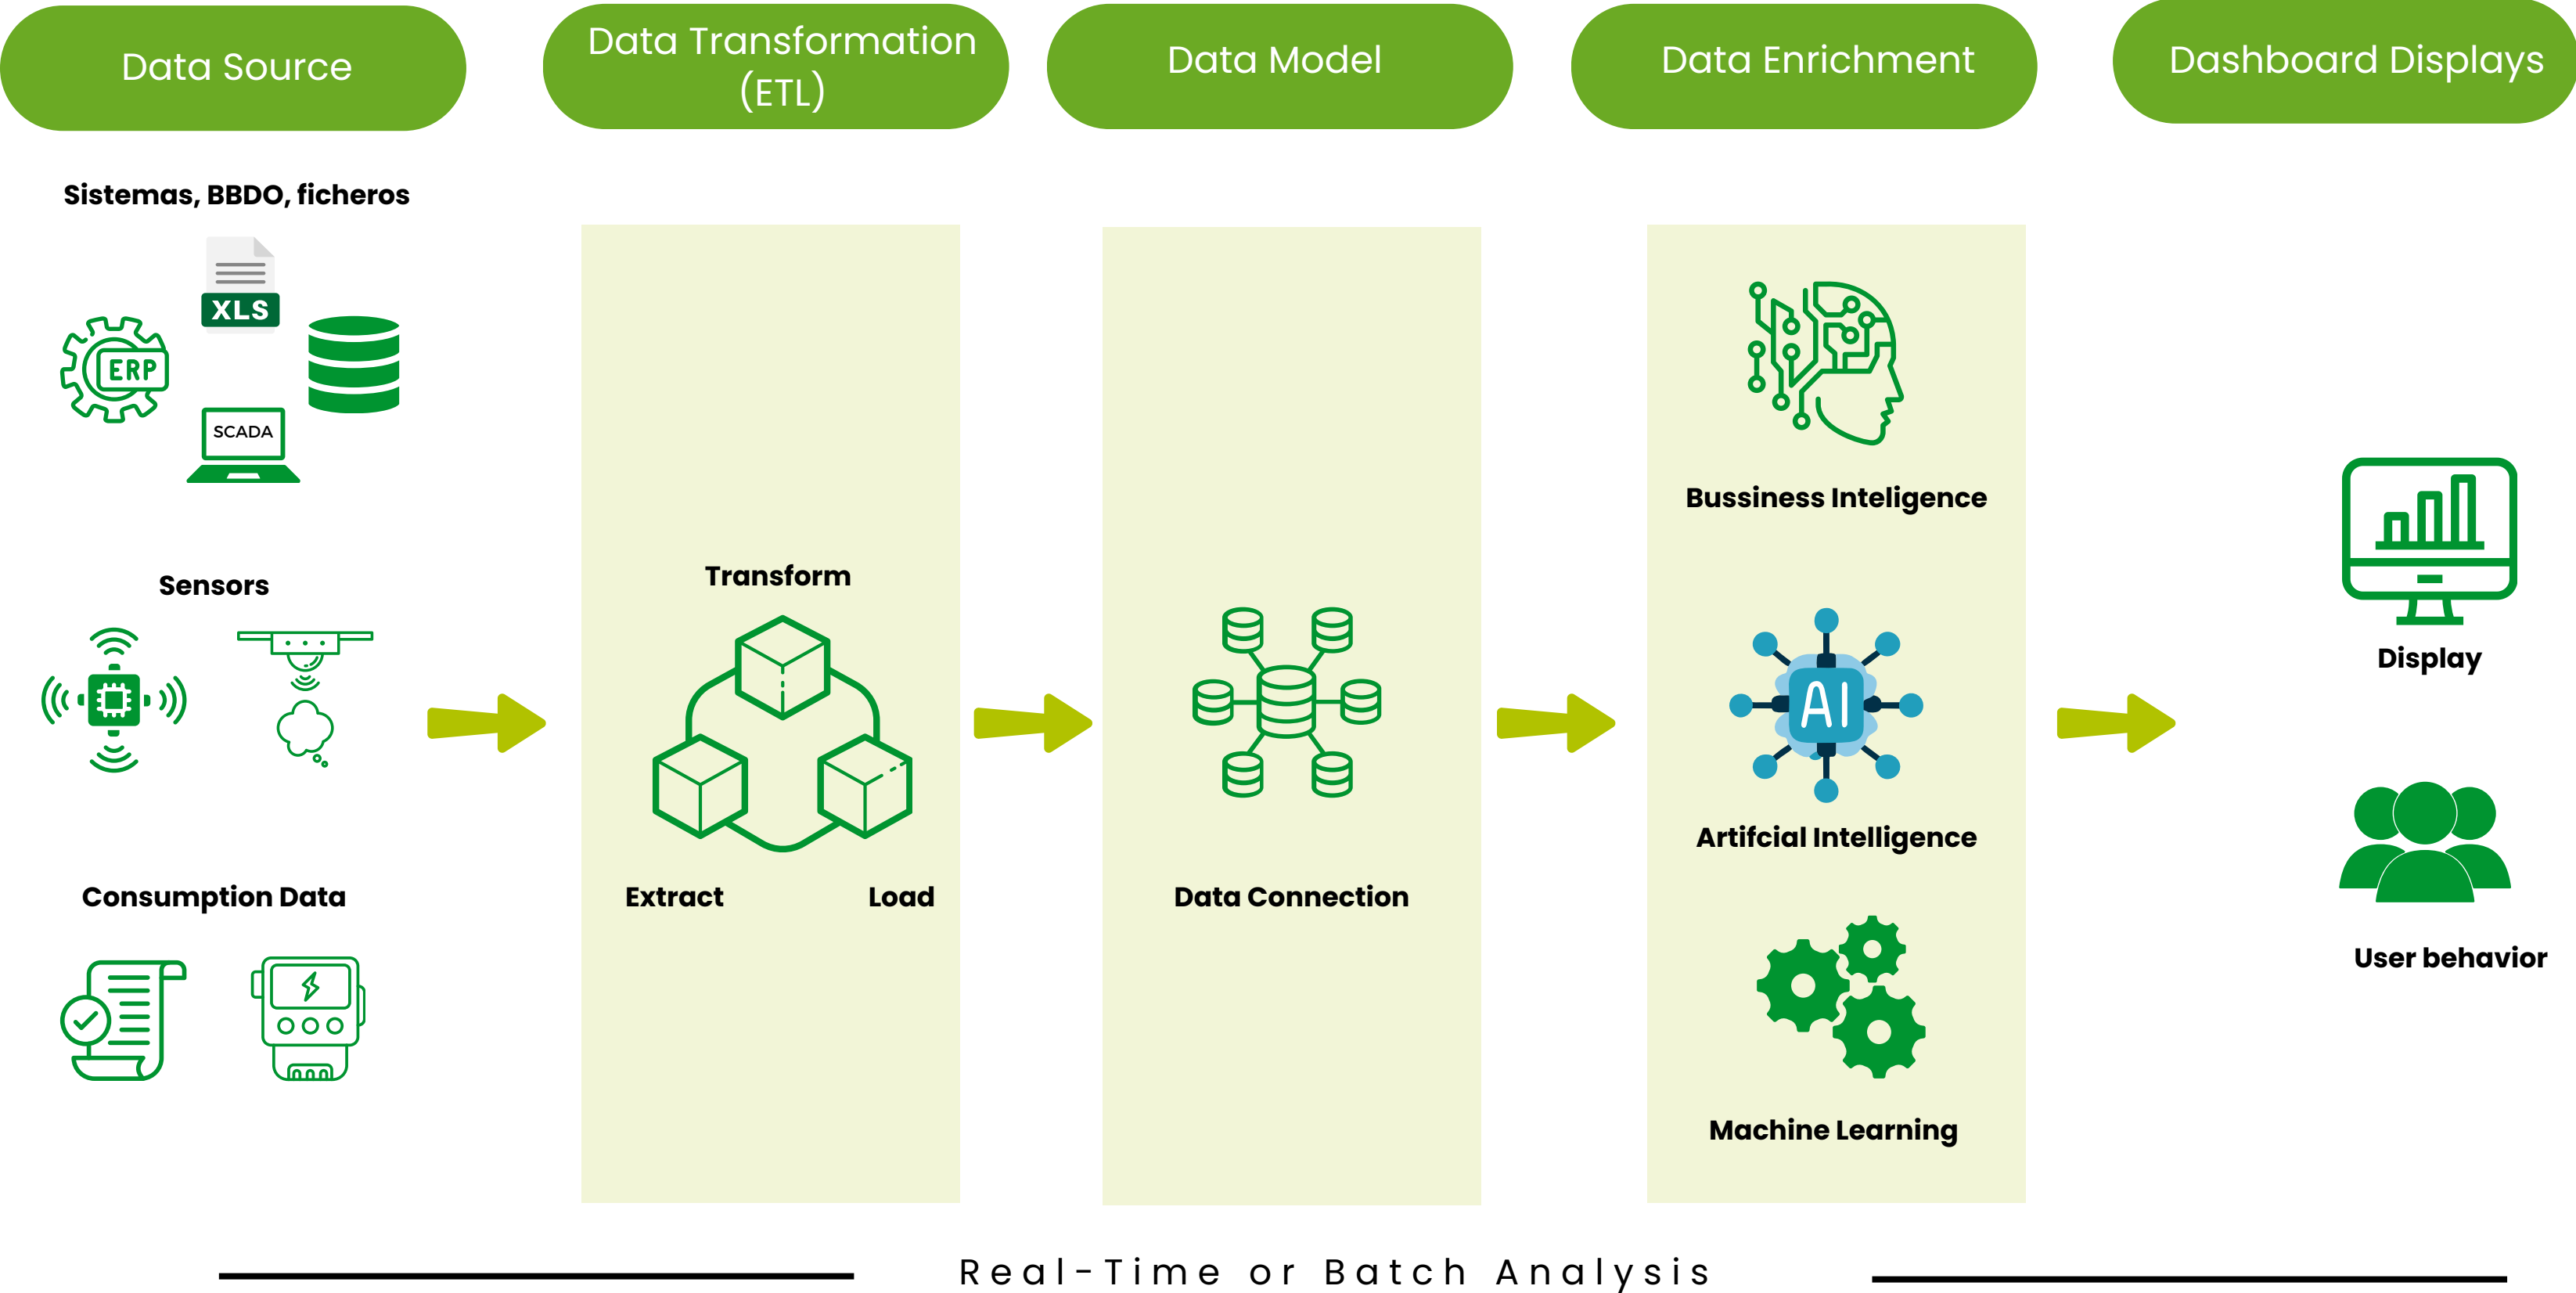 Data Source
Data Transformation
(ETL)
Data Model
Data Enrichment
Dashboard Displays
Sistemas, BBDO, ficheros
XLS
ERP
SCADA
Sensors
Consumption Data
Transform
Extract
Load
Data Connection
Bussiness Inteligence
AI
Artifcial Intelligence
Machine Learning
Display
User behavior
Real-Time or Batch Analysis